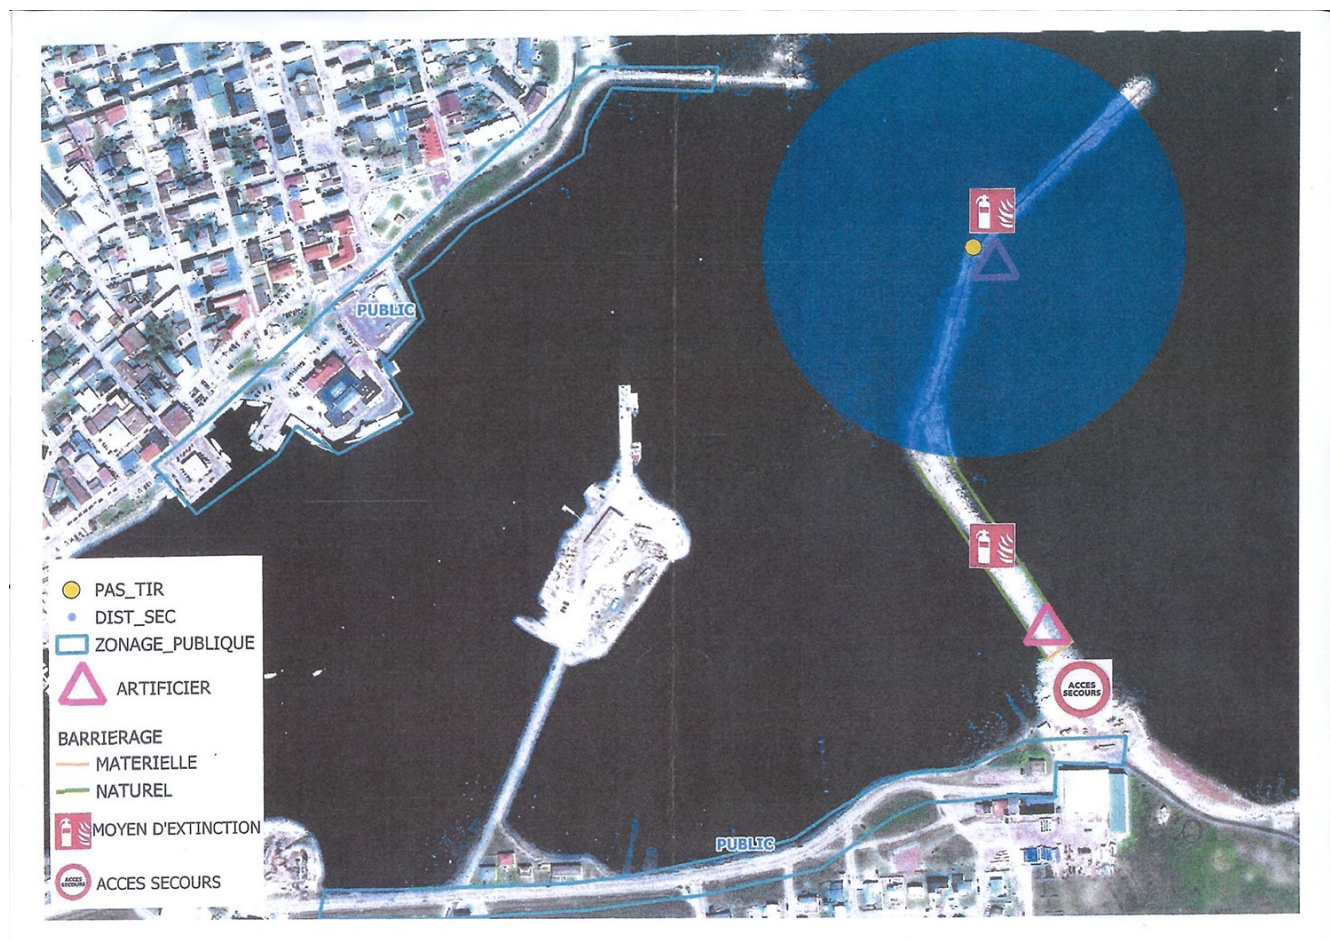 PUBLIC
PAS_TIR
DIST_SEC
ZONAGE_PUBLIQUE
ARTIFICIER
BARRIERAGE
MATERIELLE
NATUREL
MOYEN D'EXTINCTION
ACCES
SECOURS
ACCES SECOURS
ACCES
SECOURS
PUBLIC